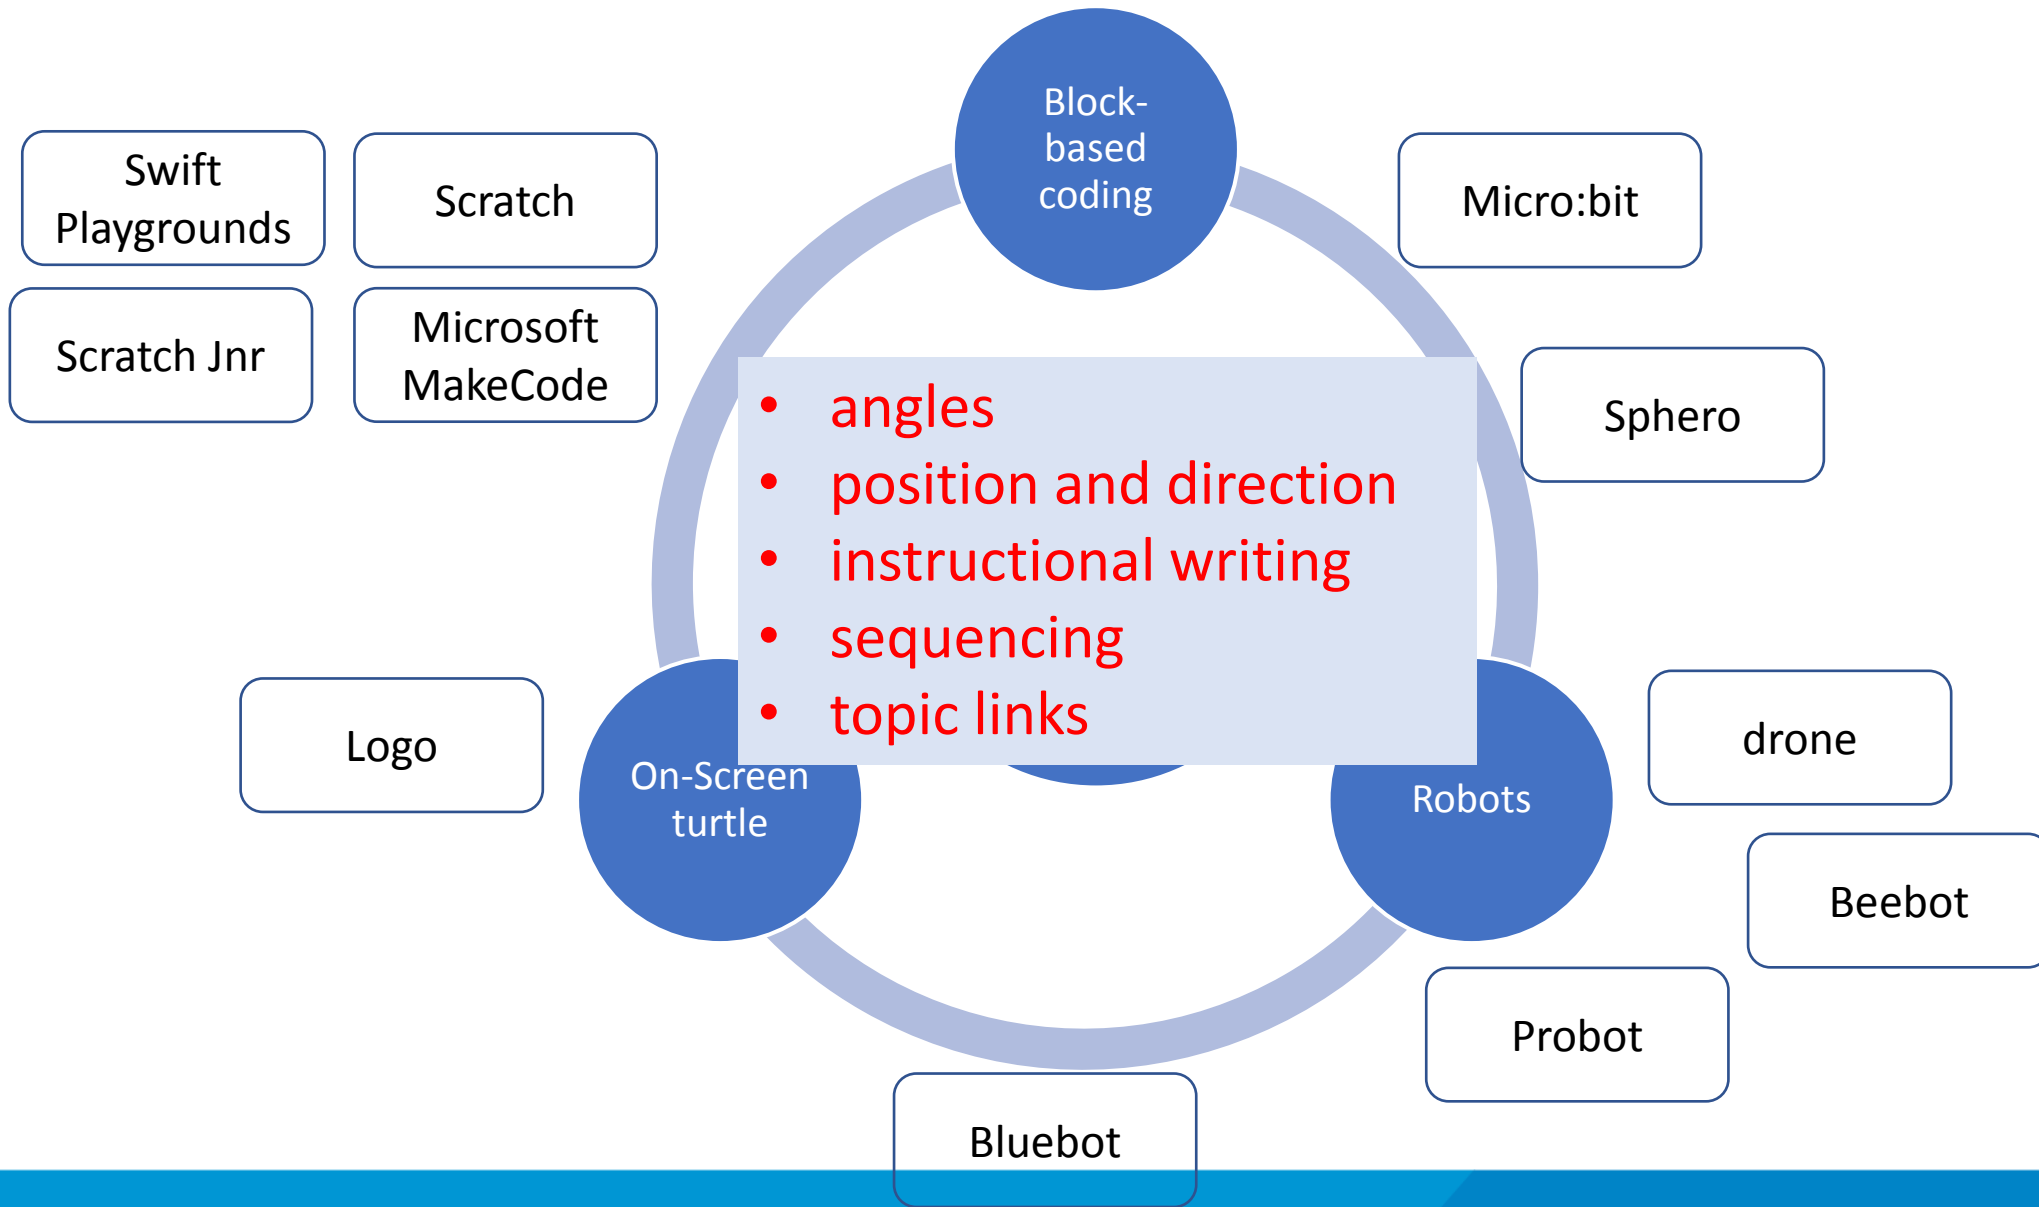 Block-
based
coding
Swift
Playgrounds
Scratch
Micro:bit
Scratch Jnr
Microsoft
MakeCode
Sphero
• angles
• position and direction
• instructional writing
• sequencing
• topic links
Logo
On-Screen
turtle
Robots
drone
Beebot
Probot
Bluebot